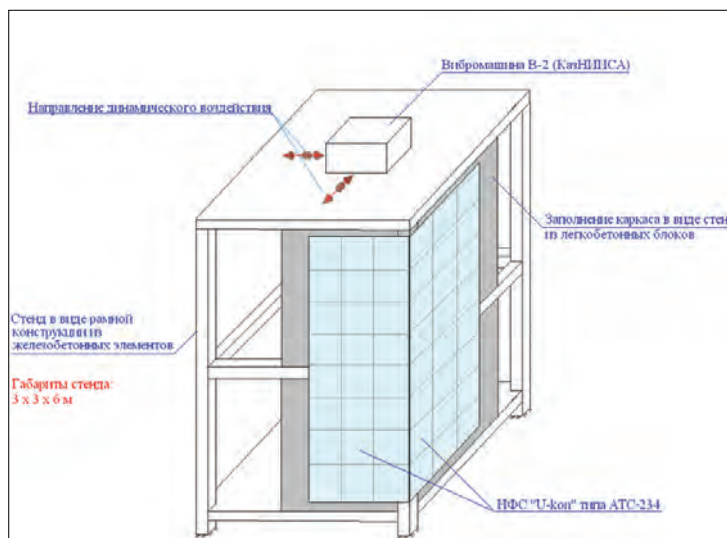 Вибромашина В-2 (КазНИИСА)
Направление динамического воздействия
Заполнение каркаса в виде стен
из легкобетонных блоков
Стенд в виде рамной
конструкции из
железобетонных элементов
Габариты стенда:
3 х 3 х 6 м
НФС "U-kon" типа АТС-234